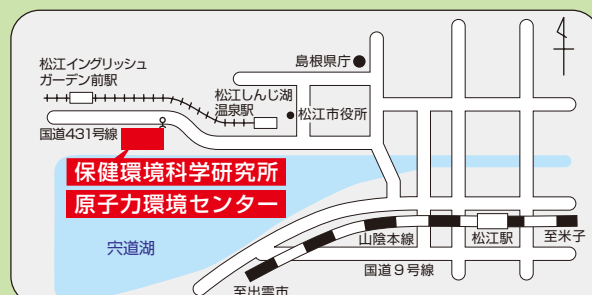 松江イングリッシュ
ガーデン前駅
島根県庁
松江しんじ湖
温泉駅
松江市役所
国道431号線
保健環境科学研究所
原子力環境センター
宍道湖
山陰本線
松江駅
至米子
国道9号線
至出雲市